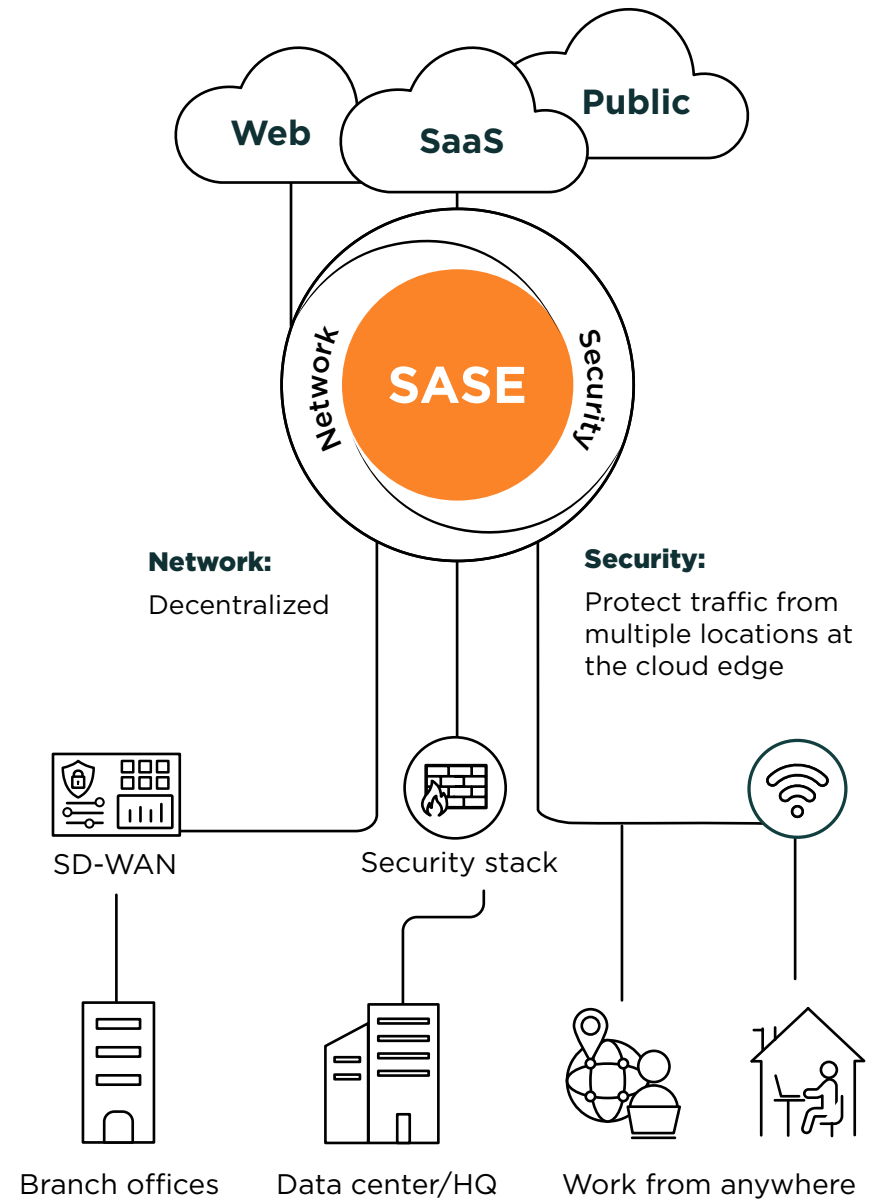 Web
SaaS
Public
Network
SASE
Security
Network:
Decentralized
Security:
Protect traffic from
multiple locations at
the cloud edge
SD-WAN
Security stack
Branch offices
Data center/HQ
Work from anywhere